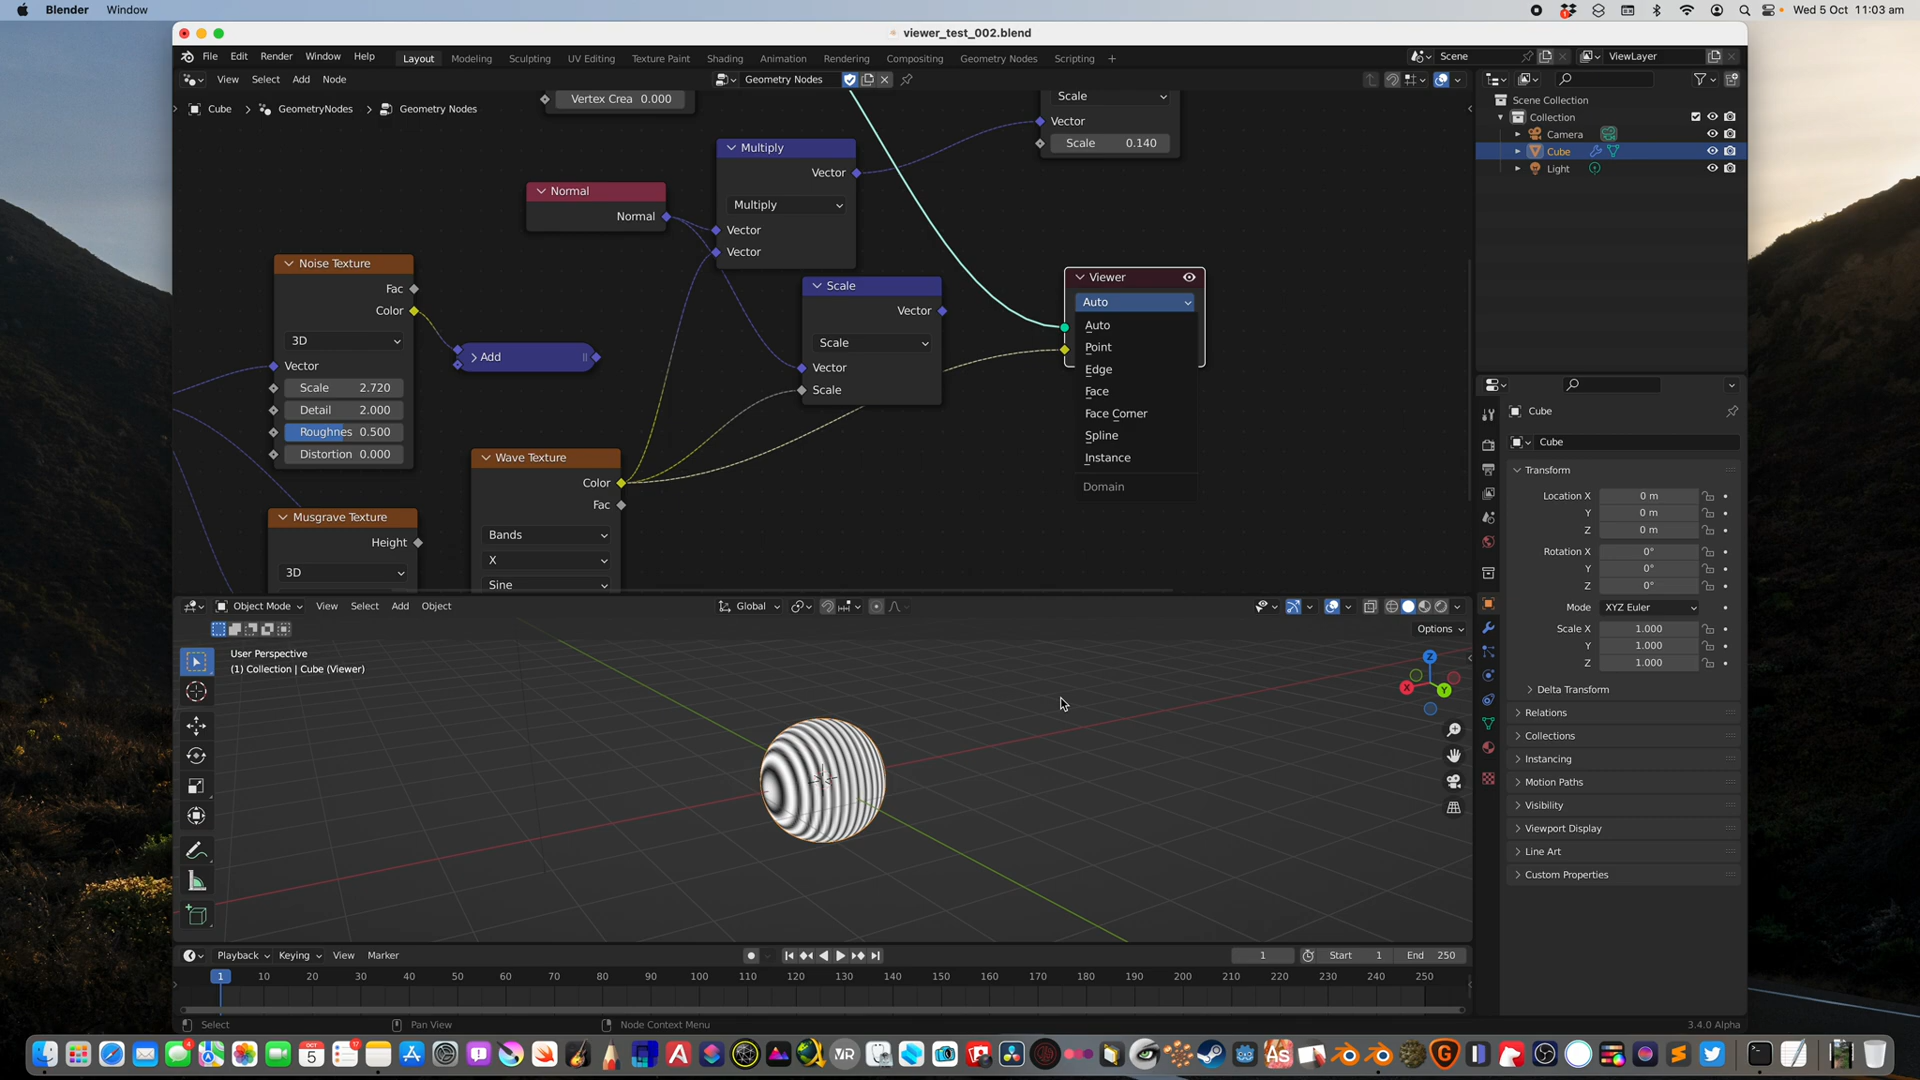 Blender Window
Wed 5 Oct 11:03 am
viewer_test_002.blend
File Edit Render Window Help
Layout Modeling Sculpting UV Editing Texture Paint Shading Animation Rendering Compositing Geometry Nodes Scripting +
Scene
ViewLayer
View Select Add Node
Geometry Nodes
Cube > GeometryNodes > Geometry Nodes
Vertex Crea 0.000
Scale
Vector
Scale 0.140
Multiply
Vector
Multiply
Vector
Vector
Normal
Normal
Noise Texture
Fac
Color
3D
Vector
Scale 2.720
Detail 2.000
Roughnes 0.500
Distortion 0.000
Add
Scale
Vector
Scale
Vector
Scale
Viewer
Auto
Auto
Point
Edge
Face
Face Corner
Spline
Instance
Domain
Wave Texture
Color
Fac
Bands
X
Sine
Musgrave Texture
Height
3D
Scene Collection
Collection
Camera
Cube
Light
Cube
Cube
Transform
Location X 0 m
Y 0 m
Z 0 m
Rotation X 0°
Y 0°
Z 0°
Mode XYZ Euler
Scale X 1.000
Y 1.000
Z 1.000
Delta Transform
Relations
Collections
Instancing
Motion Paths
Visibility
Viewport Display
Line Art
Custom Properties
Object Mode View Select Add Object
Global
Options
User Perspective
(1) Collection | Cube (Viewer)
Z
X
Y
Playback Keying View Marker
1
Start 1
End 250
1 10 20 30 40 50 60 70 80 90 100 110 120 130 140 150 160 170 180 190 200 210 220 230 240 250
Select
Pan View
Node Context Menu
3.4.0 Alpha
4
OCT
5
17
VR
As
G